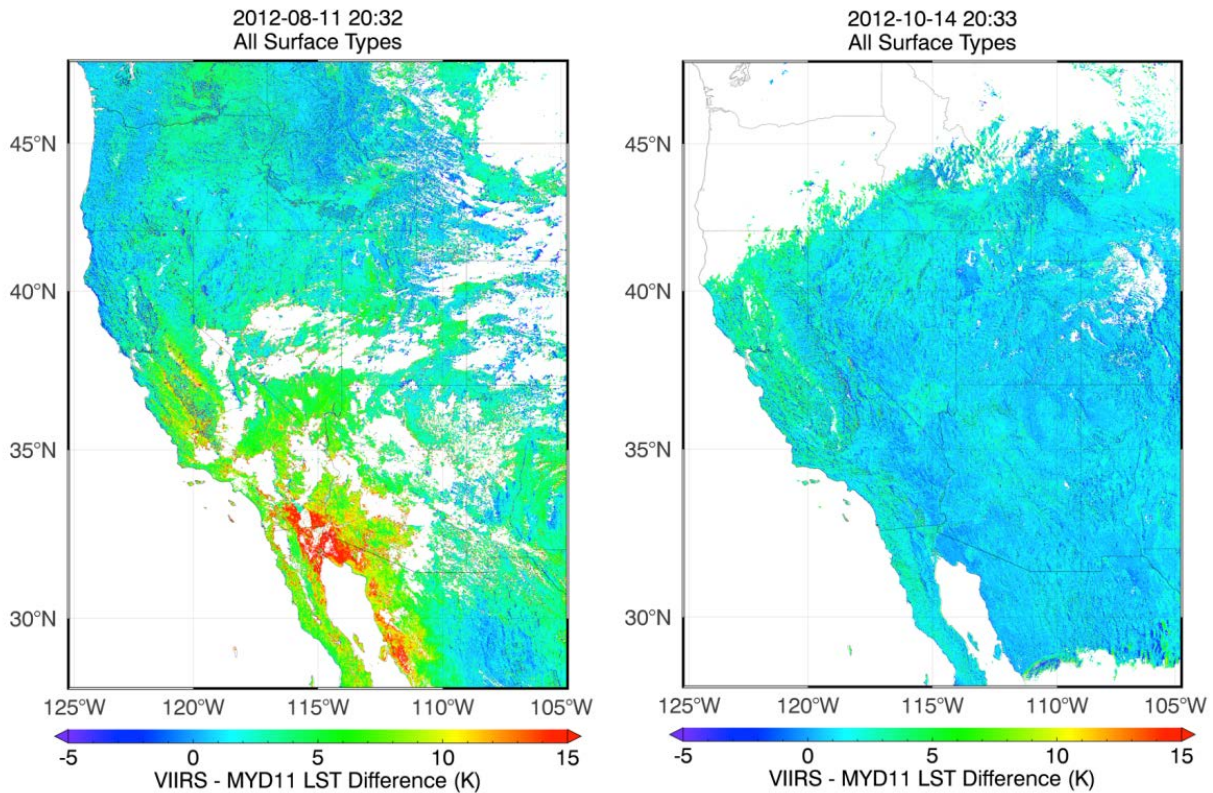 2012-08-11 20:32
All Surface Types
45°N
40°N
35°N
30°N
125°W 120°W 115°W 110°W 105°W
-5 0 5 10 15
VIIRS - MYD11 LST Difference (K)
2012-10-14 20:33
All Surface Types
45°N
40°N
35°N
30°N
125°W 120°W 115°W 110°W 105°W
-5 0 5 10 15
VIIRS - MYD11 LST Difference (K)